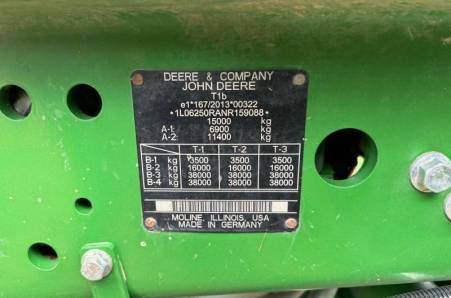 DEERE & COMPANY
JOHN DEERE
T1b
e1*167/2013*00322
*1L06250RANR159088*
15000 kg
A-1: 6900 kg
A-2: 11400 kg
T-1 T-2 T-3
B-1 kg 3500 3500 3500
B-2 kg 16000 16000 16000
B-3 kg 38000 38000 38000
B-4 kg 38000 38000 38000
MOLINE, ILLINOIS, USA
MADE IN GERMANY